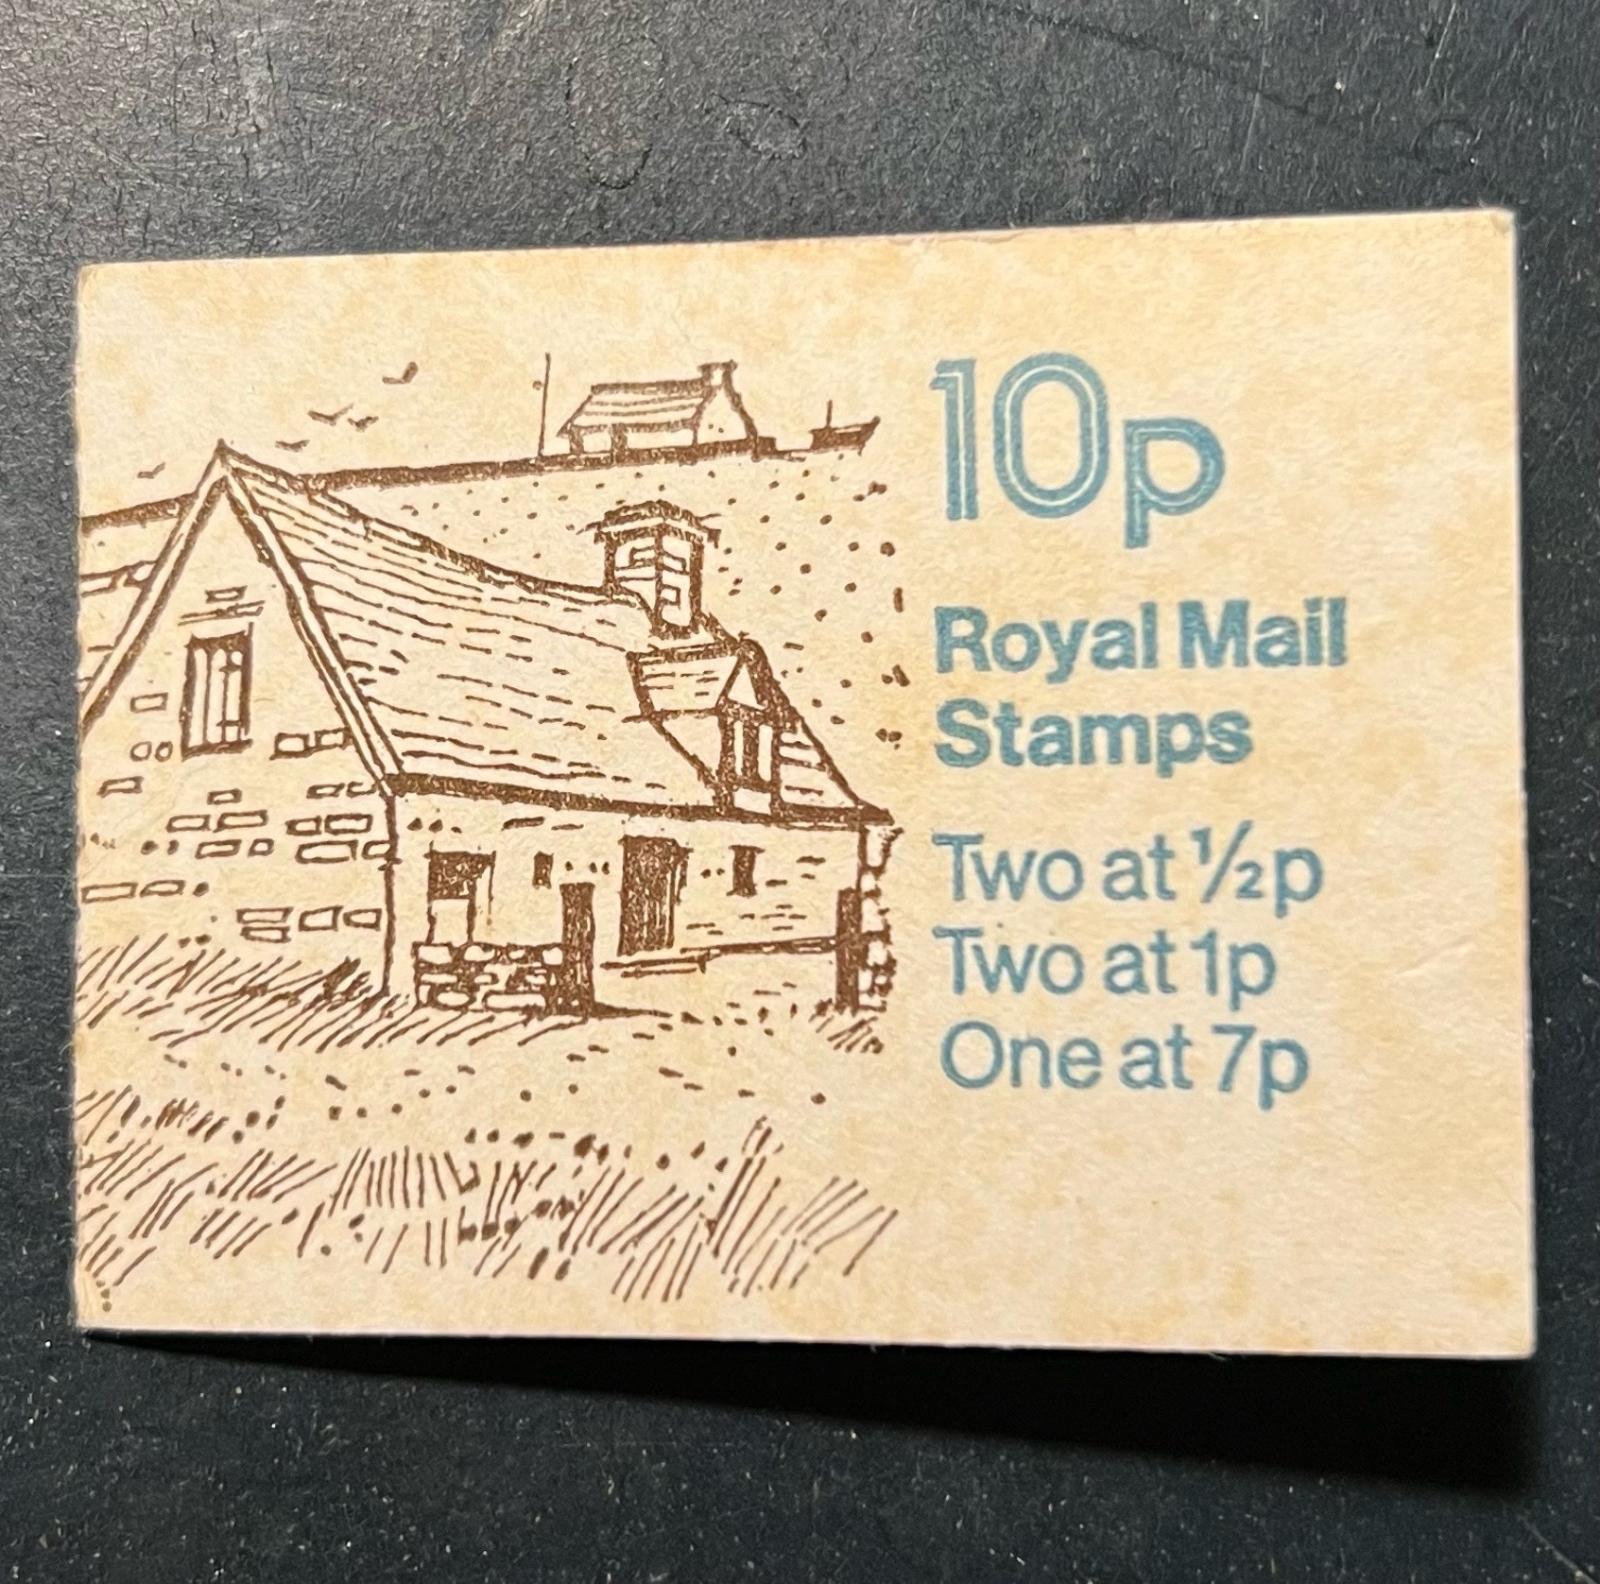 10p
Royal Mail
Stamps
Two at ½p
Two at 1p
One at 7p